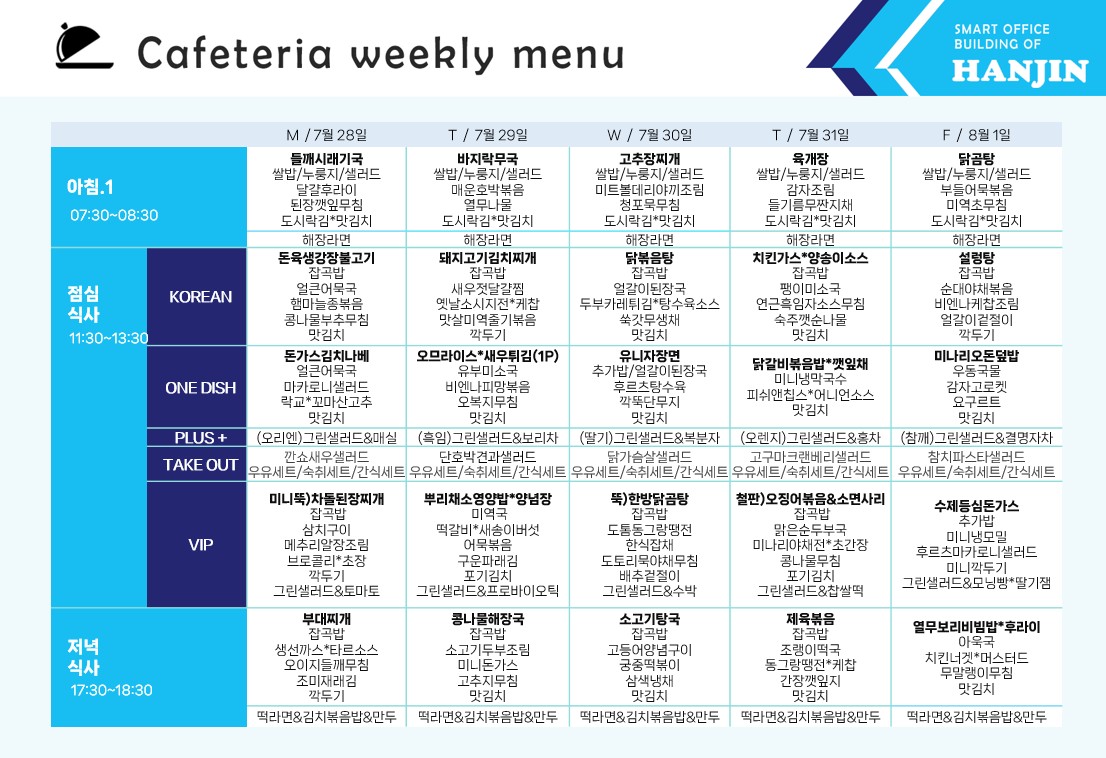 Cafeteria weekly menu
SMART OFFICE
BUILDING OF
HANJIN
M / 7월 28일
T / 7월 29일
W / 7월 30일
T / 7월 31일
F / 8월 1일
아침.1
07:30~08:30
들깨시래기국
쌀밥/누룽지/샐러드
달걀후라이
된장깻잎무침
도시락김*맛김치
해장라면
바지락무국
쌀밥/누룽지/샐러드
매운호박볶음
열무나물
도시락김*맛김치
해장라면
고추장찌개
쌀밥/누룽지/샐러드
미트볼데리야끼조림
청포묵무침
도시락김*맛김치
해장라면
육개장
쌀밥/누룽지/샐러드
감자조림
들기름무짠지채
도시락김*맛김치
해장라면
닭곰탕
쌀밥/누룽지/샐러드
부들어묵볶음
미역초무침
도시락김*맛김치
해장라면
점심
식사
11:30~13:30
KOREAN
돈육생강장불고기
잡곡밥
얼큰어묵국
햄마늘종볶음
콩나물부추무침
맛김치
돼지고기김치찌개
잡곡밥
새우젓달걀찜
옛날소시지전*케찹
맛살미역줄기볶음
깍두기
닭볶음탕
잡곡밥
얼갈이된장국
두부카레튀김*탕수육소스
쑥갓무생채
맛김치
치킨가스*양송이소스
잡곡밥
팽이미소국
연근흑임자소스무침
숙주깻순나물
맛김치
설렁탕
잡곡밥
순대야채볶음
비엔나케찹조림
얼갈이겉절이
깍두기
ONE DISH
돈가스김치나베
얼큰어묵국
마카로니샐러드
락교*꼬마산고추
맛김치
오므라이스*새우튀김(1P)
유부미소국
비엔나피망볶음
오복지무침
맛김치
유니자장면
추가밥/얼갈이된장국
후르츠탕수육
깍뚝단무지
맛김치
닭갈비볶음밥*깻잎채
미니냉막국수
피쉬앤칩스*어니언소스
맛김치
미나리오돈덮밥
우동국물
감자고로켓
요구르트
맛김치
PLUS +
(오리엔)그린샐러드&매실
(흑임)그린샐러드&보리차
(딸기)그린샐러드&복분자
(오렌지)그린샐러드&홍차
(참깨)그린샐러드&결명자차
TAKE OUT
깐쇼새우샐러드
우유세트/숙취세트/간식세트
단호박견과샐러드
우유세트/숙취세트/간식세트
닭가슴살샐러드
우유세트/숙취세트/간식세트
고구마크랜베리샐러드
우유세트/숙취세트/간식세트
참치파스타샐러드
우유세트/숙취세트/간식세트
VIP
미니뚝)차돌된장찌개
잡곡밥
삼치구이
메추리알장조림
브로콜리*초장
깍두기
그린샐러드&토마토
뿌리채소영양밥*양념장
미역국
떡갈비*새송이버섯
어묵볶음
구운파래김
포기김치
그린샐러드&프로바이오틱
뚝)한방닭곰탕
잡곡밥
도톰동그랑땡전
한식잡채
도토리묵야채무침
배추겉절이
그린샐러드&수박
철판)오징어볶음&소면사리
잡곡밥
맑은순두부국
미나리야채전*초간장
콩나물무침
포기김치
그린샐러드&찹쌀떡
수제등심돈가스
추가밥
미니냉모밀
후르츠마카로니샐러드
미니깍두기
그린샐러드&모닝빵*딸기잼
저녁
식사
17:30~18:30
부대찌개
잡곡밥
생선까스*타르소스
오이지들깨무침
조미재래김
깍두기
떡라면&김치볶음밥&만두
콩나물해장국
잡곡밥
소고기두부조림
미니돈가스
고추지무침
맛김치
떡라면&김치볶음밥&만두
소고기탕국
잡곡밥
고등어양념구이
궁중떡볶이
삼색냉채
맛김치
떡라면&김치볶음밥&만두
제육볶음
잡곡밥
조랭이떡국
동그랑땡전*케찹
간장깻잎지
맛김치
떡라면&김치볶음밥&만두
열무보리비빔밥*후라이
아욱국
치킨너겟*머스터드
무말랭이무침
맛김치
떡라면&김치볶음밥&만두